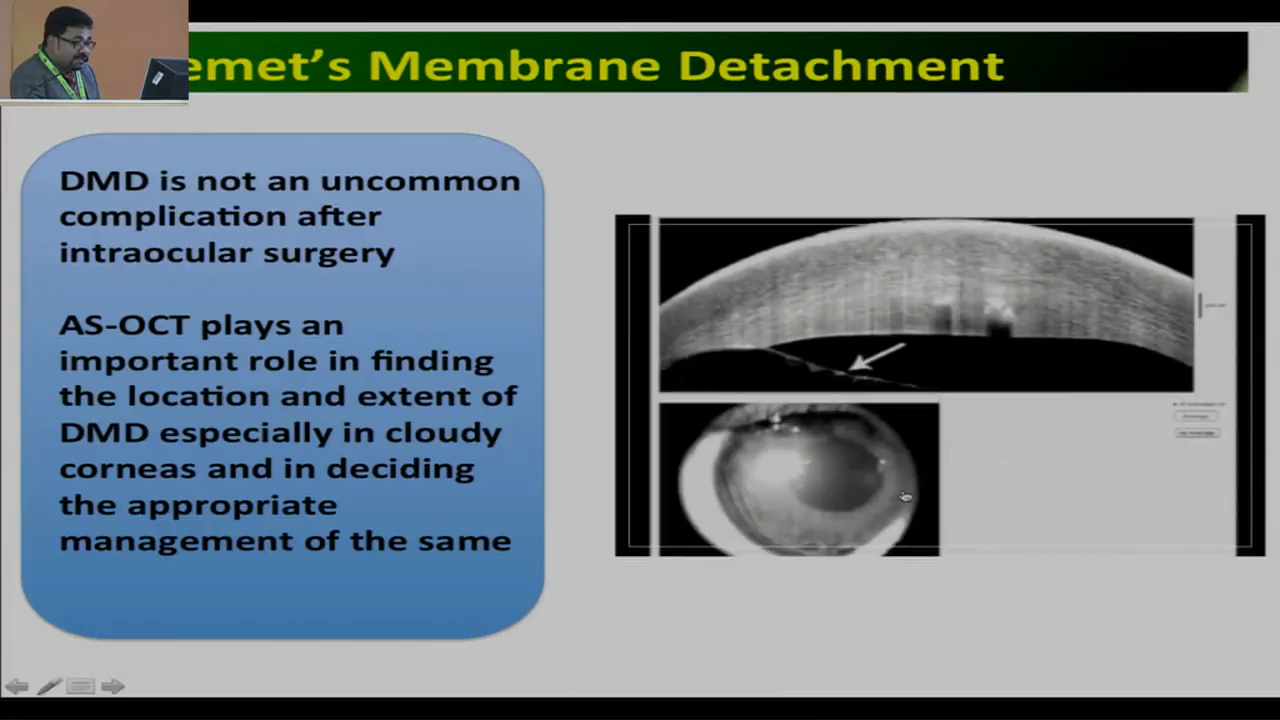 emet’s Membrane Detachment
DMD is not an uncommon
complication after
intraocular surgery
AS-OCT plays an
important role in finding
the location and extent of
DMD especially in cloudy
corneas and in deciding
the appropriate
management of the same